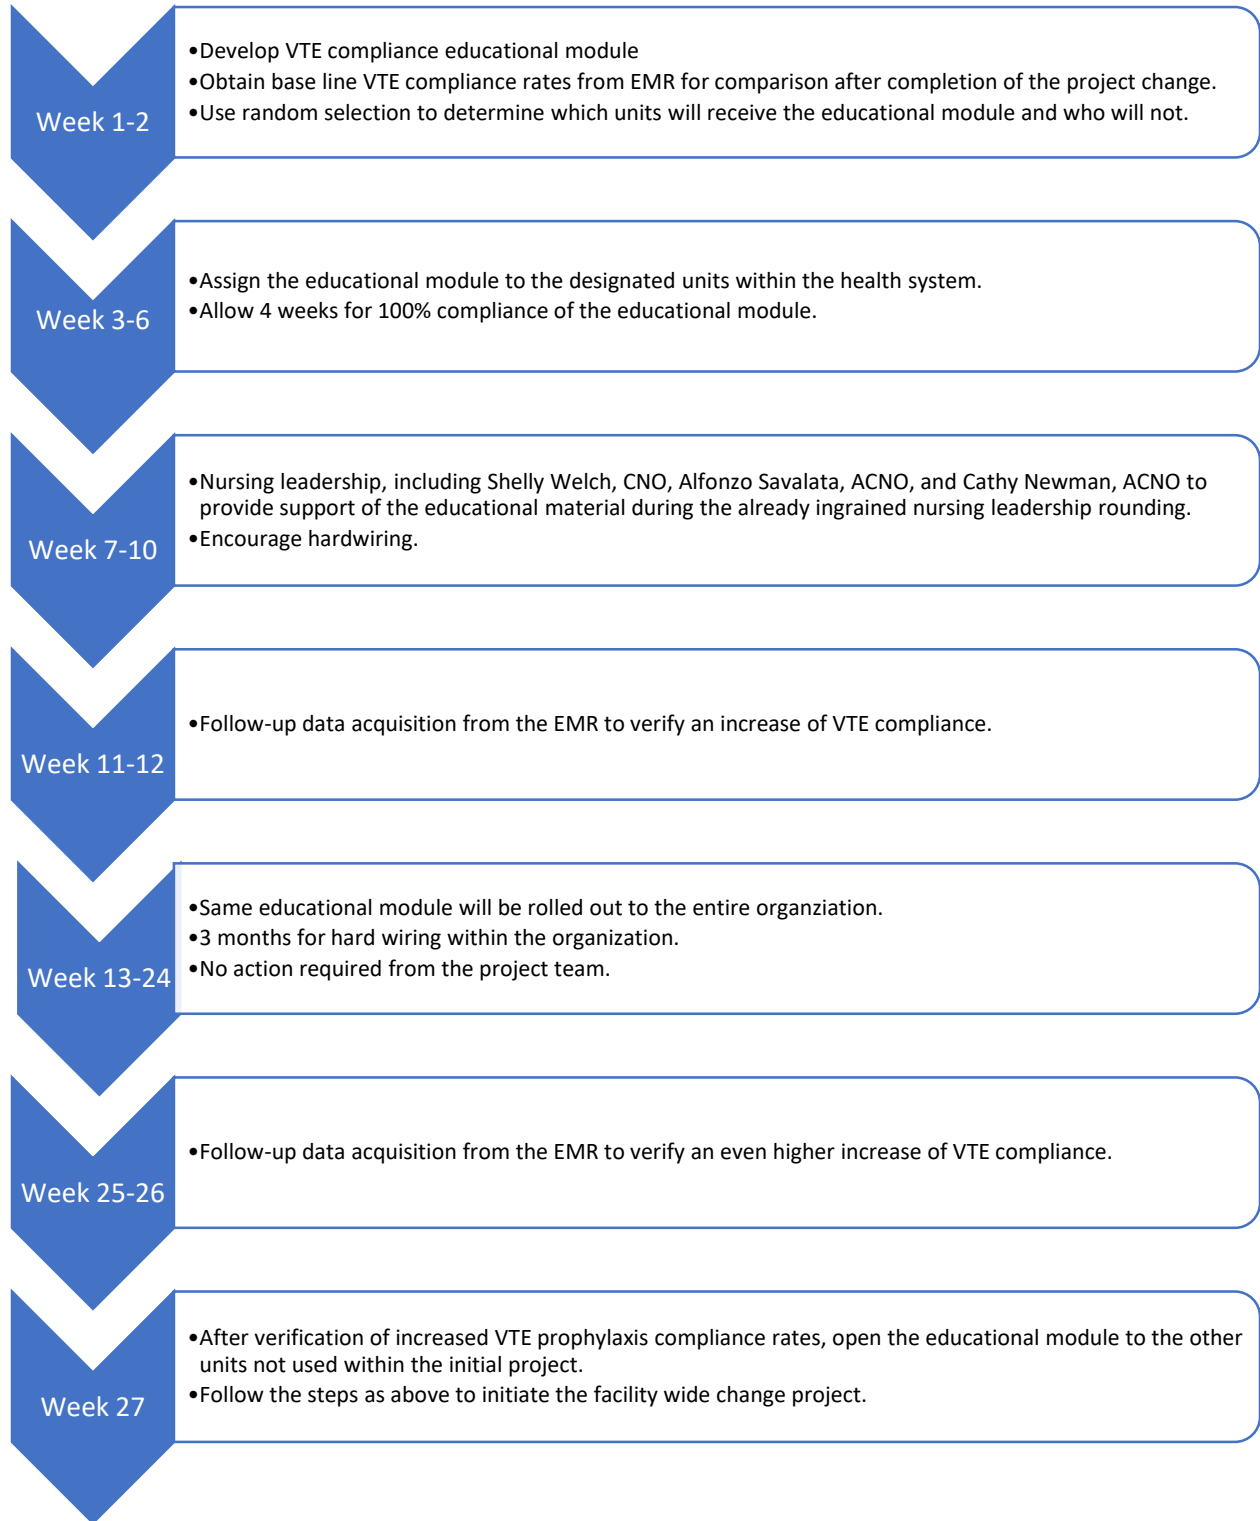 Week 1-2
•Develop VTE compliance educational module
•Obtain base line VTE compliance rates from EMR for comparison after completion of the project change.
•Use random selection to determine which units will receive the educational module and who will not.
Week 3-6
•Assign the educational module to the designated units within the health system.
•Allow 4 weeks for 100% compliance of the educational module.
Week 7-10
•Nursing leadership, including Shelly Welch, CNO, Alfonzo Savalata, ACNO, and Cathy Newman, ACNO to
provide support of the educational material during the already ingrained nursing leadership rounding.
•Encourage hardwiring.
Week 11-12
•Follow-up data acquisition from the EMR to verify an increase of VTE compliance.
Week 13-24
•Same educational module will be rolled out to the entire organziation.
•3 months for hard wiring within the organization.
•No action required from the project team.
Week 25-26
•Follow-up data acquisition from the EMR to verify an even higher increase of VTE compliance.
Week 27
•After verification of increased VTE prophylaxis compliance rates, open the educational module to the other
units not used within the initial project.
•Follow the steps as above to initiate the facility wide change project.